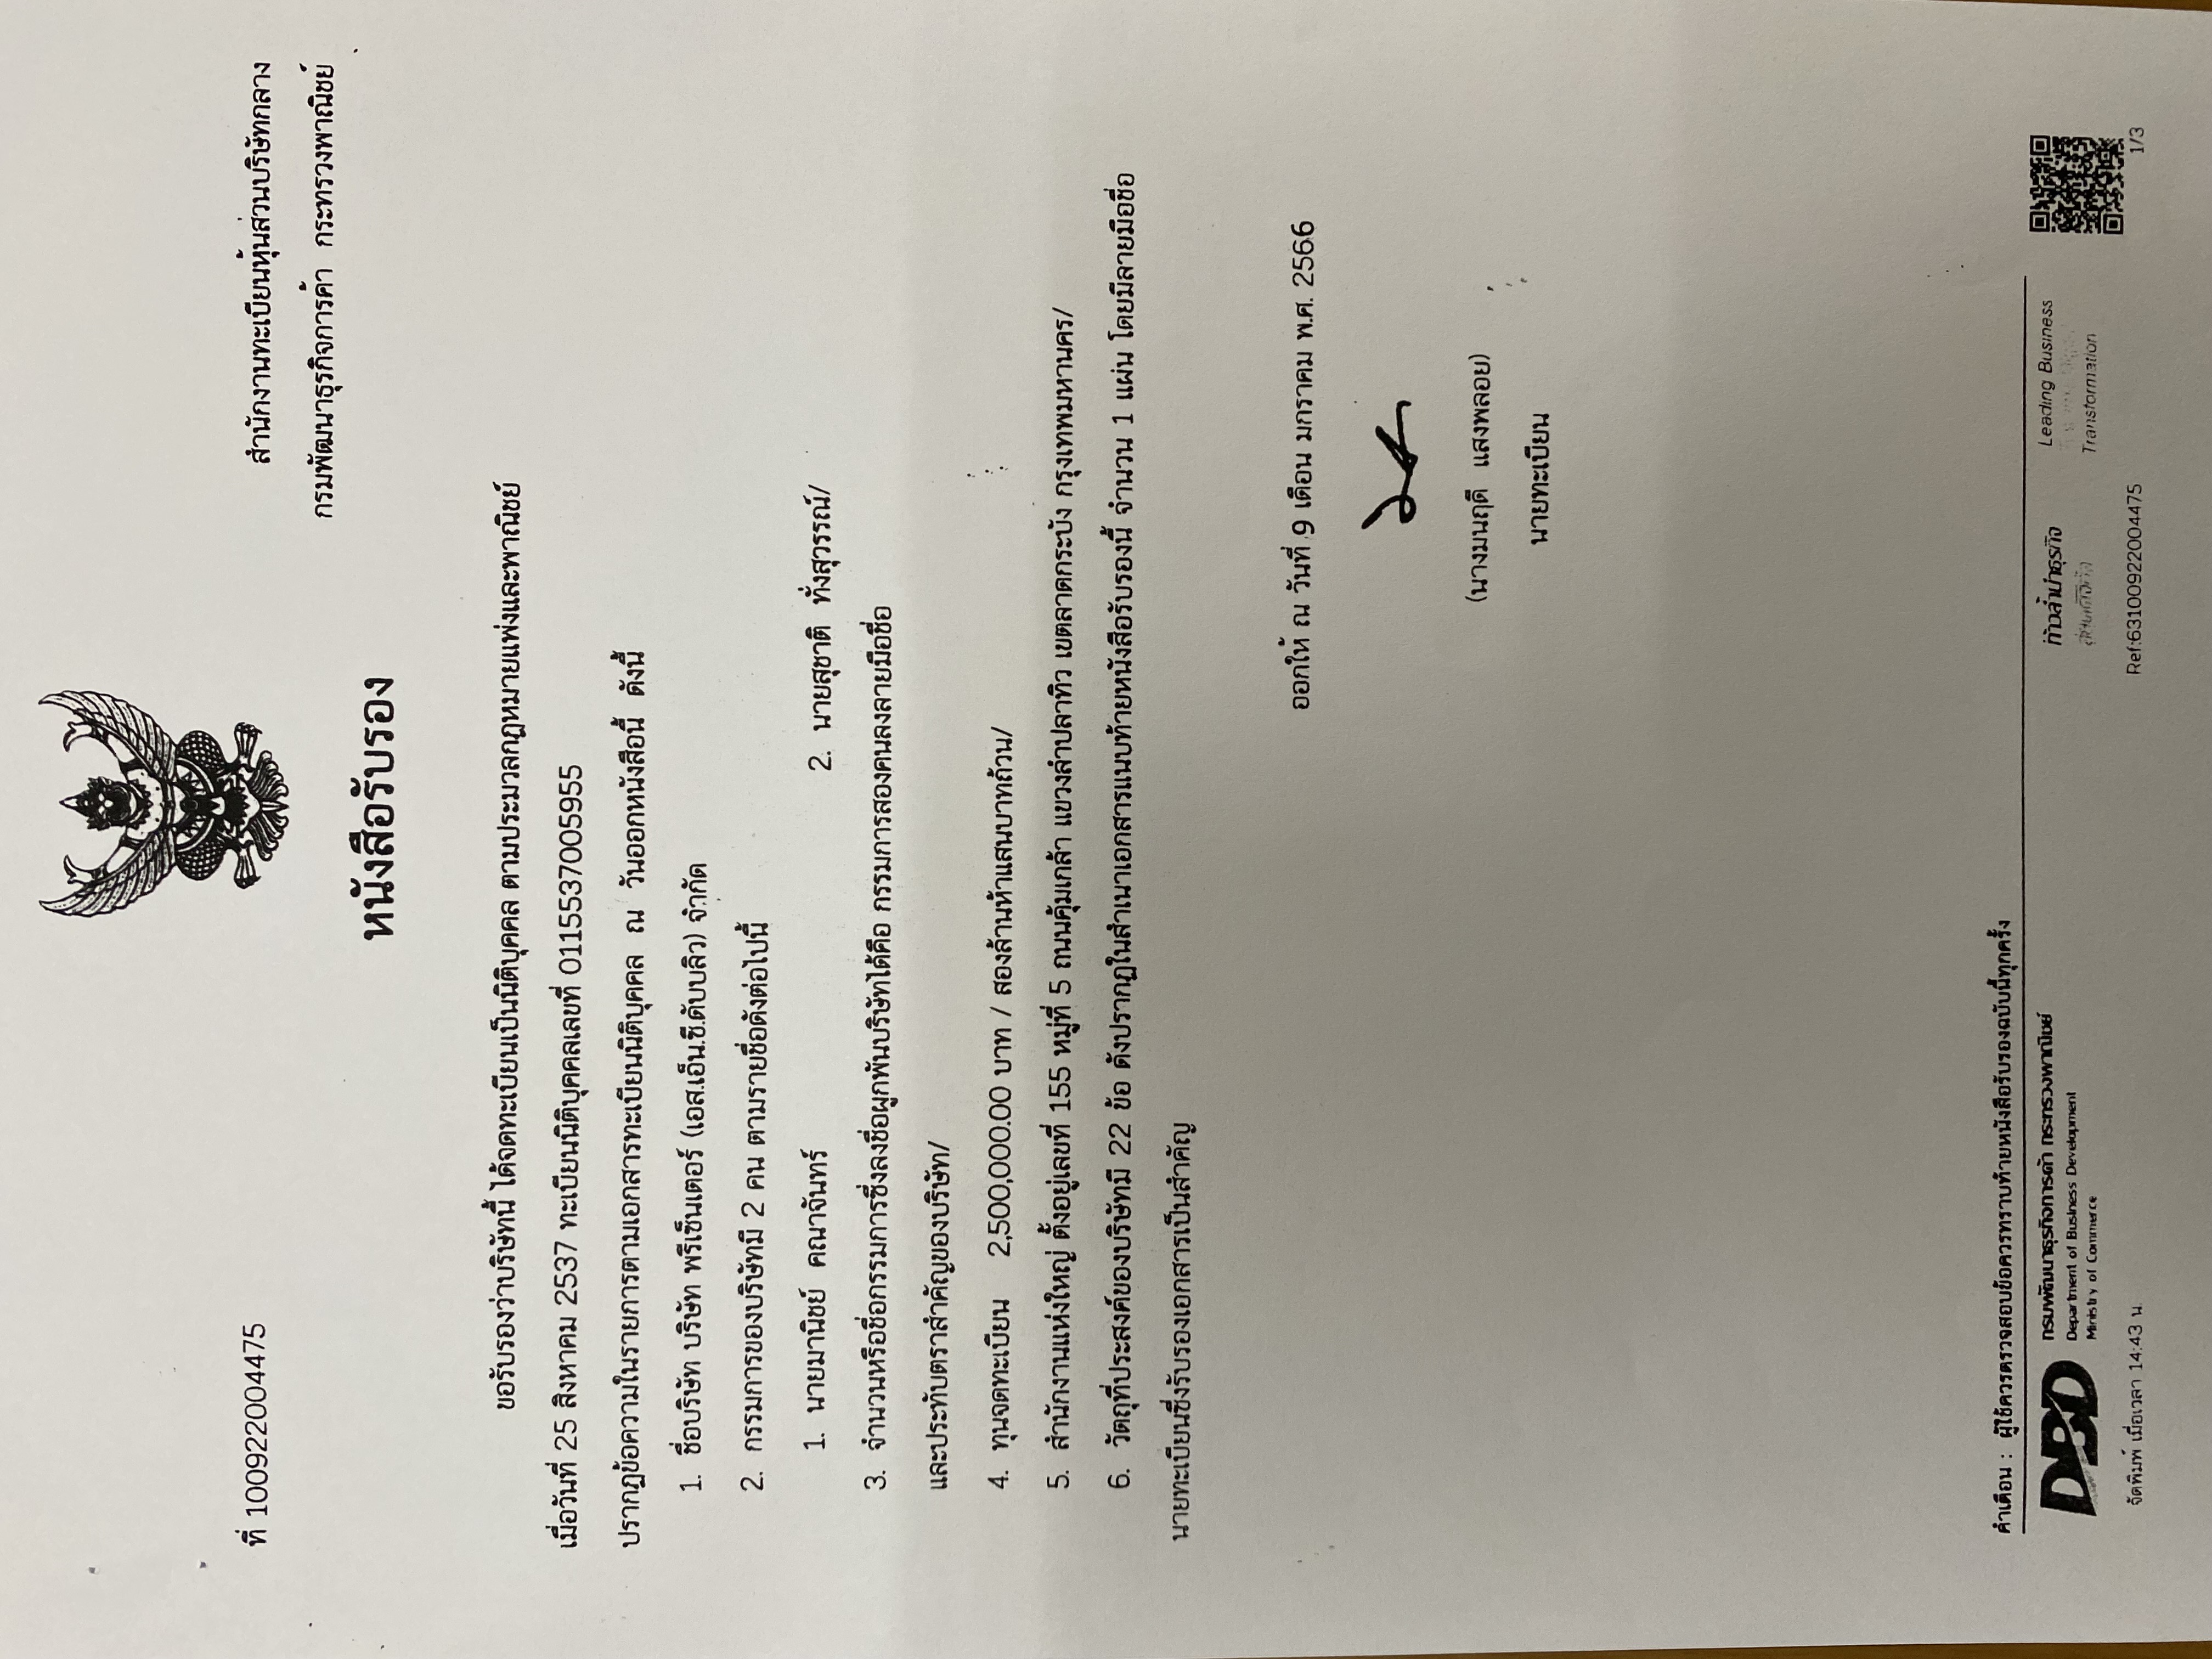 ที่ 100922004475
สำนักงานทะเบียนหุ้นส่วนบริษัทกลาง
กรมพัฒนาธุรกิจการค้า กระทรวงพาณิชย์
หนังสือรับรอง
ขอรับรองว่าบริษัทนี้ ได้จดทะเบียนเป็นนิติบุคคล ตามประมวลกฎหมายแพ่งและพาณิชย์
เมื่อวันที่ 25 สิงหาคม 2537 ทะเบียนนิติบุคคลเลขที่ 0115537005955
ปรากฏข้อความในรายการตามเอกสารทะเบียนนิติบุคคล ณ วันออกหนังสือนี้ ดังนี้
1. ชื่อบริษัท บริษัท พรีเซ็นเตอร์ (เอส.เอ็น.ซี.ดับบลิว) จำกัด
2. กรรมการของบริษัทมี 2 คน ตามรายชื่อดังต่อไปนี้
1. นายมานิชย์ คณาจันทร์ 2. นายสุชาติ ทั่งสุวรรณ์/
3. จำนวนหรือชื่อกรรมการซึ่งลงชื่อผูกพันบริษัทได้คือ กรรมการสองคนลงลายมือชื่อ
และประทับตราสำคัญของบริษัท/
4. ทุนจดทะเบียน 2,500,000.00 บาท / สองล้านห้าแสนบาทถ้วน/
5. สำนักงานแห่งใหญ่ ตั้งอยู่เลขที่ 155 หมู่ที่ 5 ถนนคุ้มเกล้า แขวงลำปลาทิว เขตลาดกระบัง กรุงเทพมหานคร/
6. วัตถุที่ประสงค์ของบริษัทมี 22 ข้อ ดังปรากฏในสำเนาเอกสารแนบท้ายหนังสือรับรองนี้ จำนวน 1 แผ่น โดยมีลายมือชื่อ
นายทะเบียนซึ่งรับรองเอกสารเป็นสำคัญ
ออกให้ ณ วันที่ 9 เดือน มกราคม พ.ศ. 2566
(นางมนฤดี แสงพลอย)
นายทะเบียน
คำเตือน : ผู้ใช้ควรตรวจสอบข้อควรทราบท้ายหนังสือรับรองฉบับนี้ทุกครั้ง
DBD
กรมพัฒนาธุรกิจการค้า กระทรวงพาณิชย์
Department of Business Development
Ministry of Commerce
ก้าวล้ำนำธุรกิจ
Leading Business
Transformation
จัดพิมพ์ เมื่อเวลา 14:43 น.
Ref:63100922004475
1/3